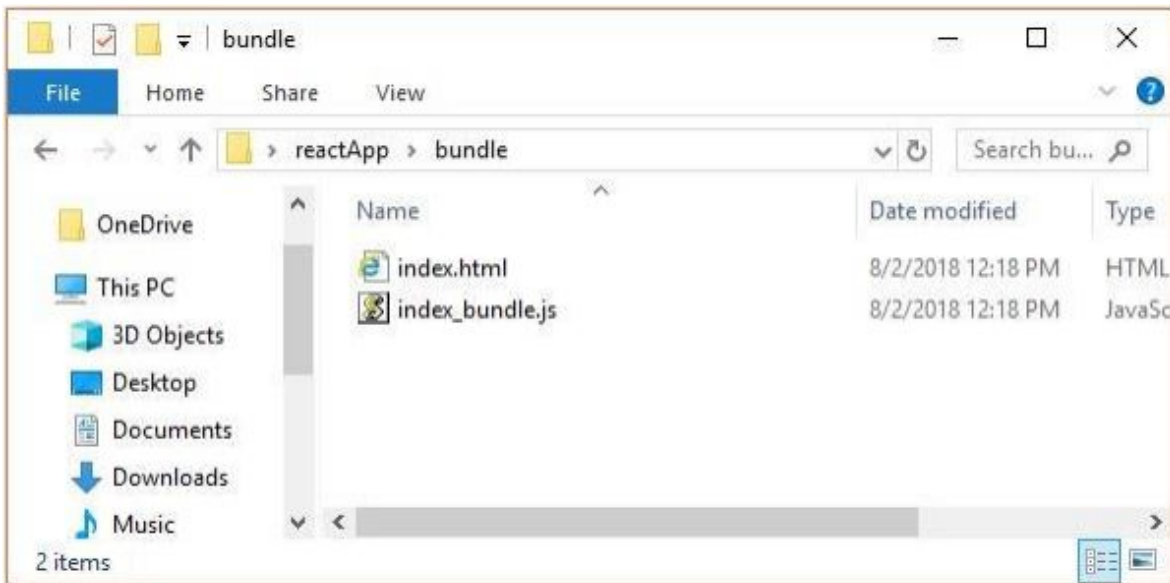 bundle
File Home Share View
reactApp > bundle Search bu...
Name Date modified Type
OneDrive
index.html 8/2/2018 12:18 PM HTML
This PC
index_bundle.js 8/2/2018 12:18 PM JavaSc
3D Objects
Desktop
Documents
Downloads
Music
2 items